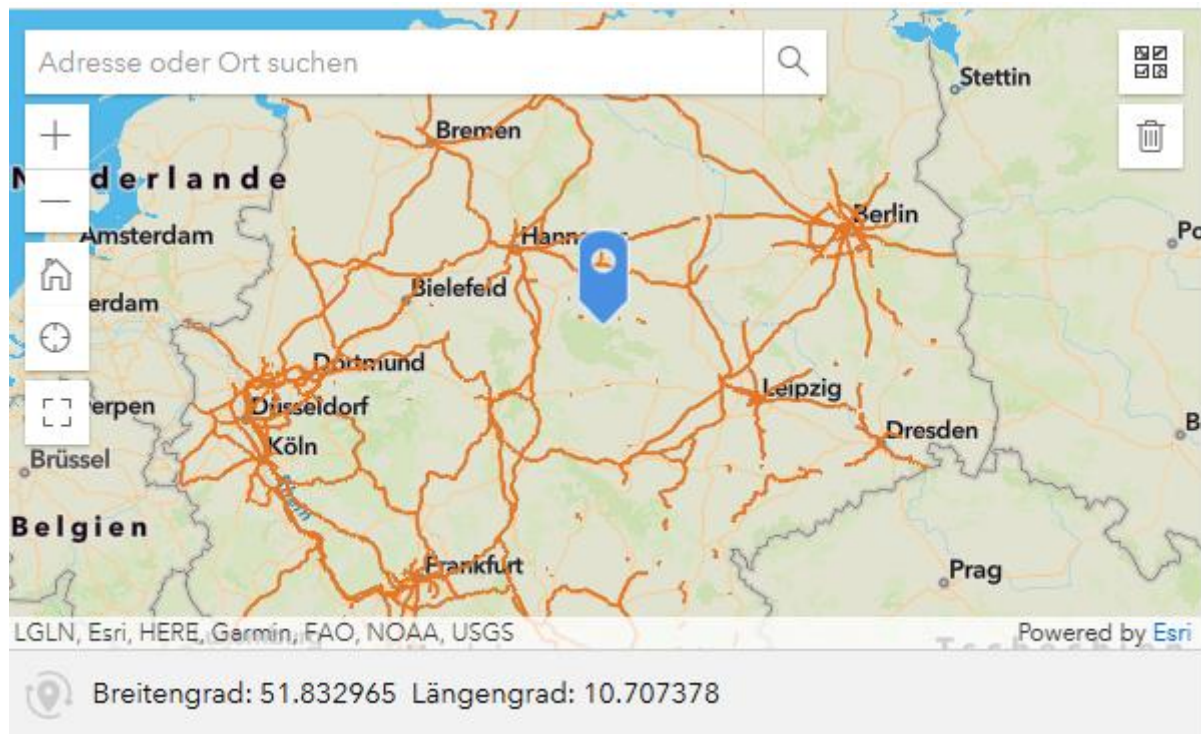 Adresse oder Ort suchen
Stettin
Bremen
derlande
Berlin
Amsterdam
erdam
Bielefeld
Dortmund
erpen
Düsseldorf
Leipzig
Köln
Dresden
Brüssel
Belgien
Frankfurt
Prag
LGLN, Esri, HERE, Garmin, FAO, NOAA, USGS
Powered by Esri
Breitengrad: 51.832965 Längengrad: 10.707378